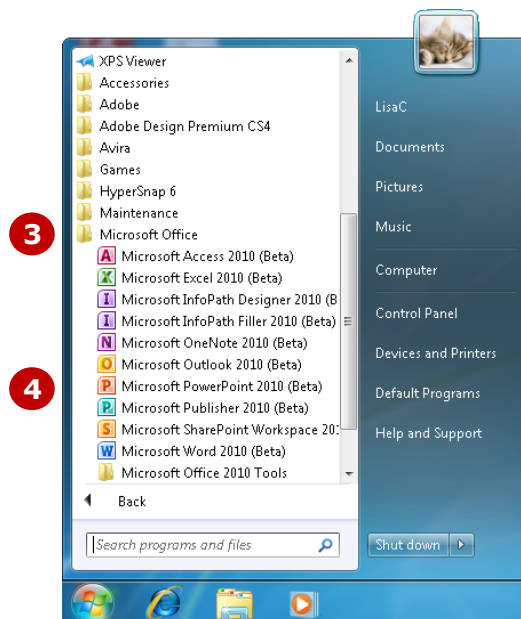 XPS Viewer
Accessories
Adobe
Adobe Design Premium CS4
Avira
Games
HyperSnap 6
Maintenance
3
Microsoft Office
A Microsoft Access 2010 (Beta)
X Microsoft Excel 2010 (Beta)
I Microsoft InfoPath Designer 2010 (B
I Microsoft InfoPath Filler 2010 (Beta)
N Microsoft OneNote 2010 (Beta)
O Microsoft Outlook 2010 (Beta)
4
P Microsoft PowerPoint 2010 (Beta)
P Microsoft Publisher 2010 (Beta)
S Microsoft SharePoint Workspace 20
W Microsoft Word 2010 (Beta)
Microsoft Office 2010 Tools
Back
Search programs and files
LisaC
Documents
Pictures
Music
Computer
Control Panel
Devices and Printers
Default Programs
Help and Support
Shut down